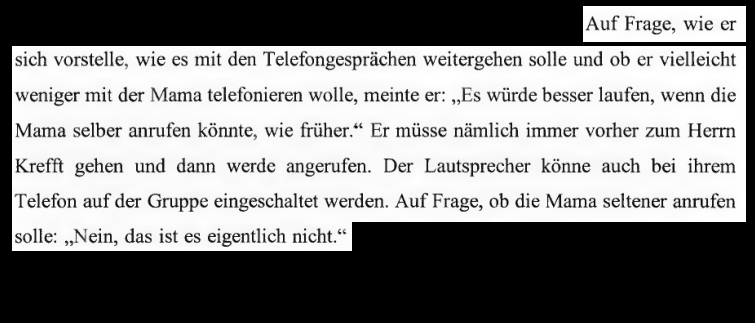 Auf Frage, wie er
sich vorstelle, wie es mit den Telefongesprächen weitergehen solle und ob er vielleicht
weniger mit der Mama telefonieren wolle, meinte er: „Es würde besser laufen, wenn die
Mama selber anrufen könnte, wie früher.“ Er müsse nämlich immer vorher zum Herrn
Krefft gehen und dann werde angerufen. Der Lautsprecher könne auch bei ihrem
Telefon auf der Gruppe eingeschaltet werden. Auf Frage, ob die Mama seltener anrufen
solle: „Nein, das ist es eigentlich nicht.“